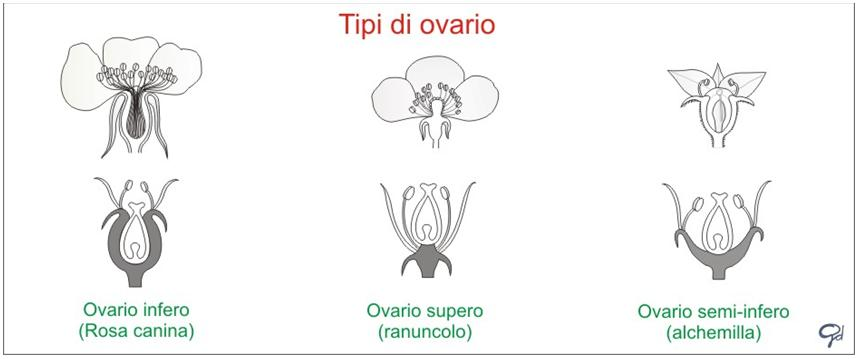 Tipi di ovario
Ovario infero
(Rosa canina)
Ovario supero
(ranuncolo)
Ovario semi-infero
(alchemilla)